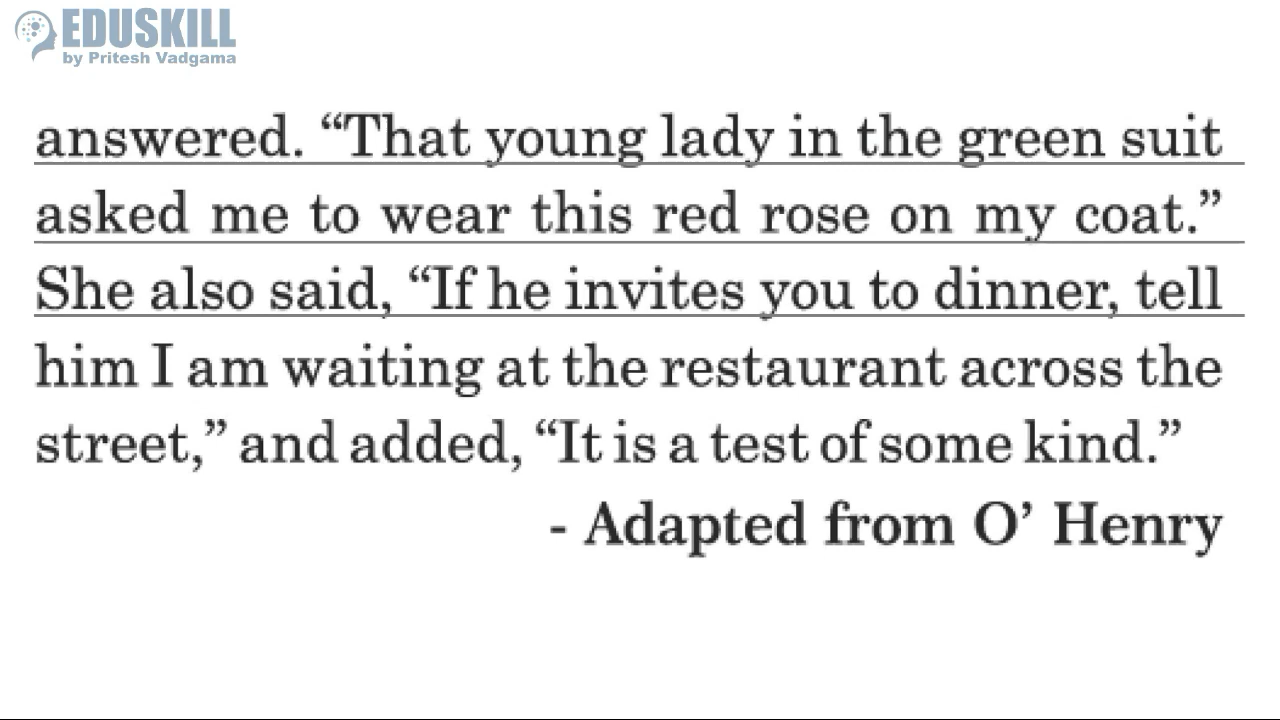 EDUSKILL
by Pritesh Vadgama
answered. “That young lady in the green suit
asked me to wear this red rose on my coat.”
She also said, “If he invites you to dinner, tell
him I am waiting at the restaurant across the
street,” and added, “It is a test of some kind.”
- Adapted from O’ Henry